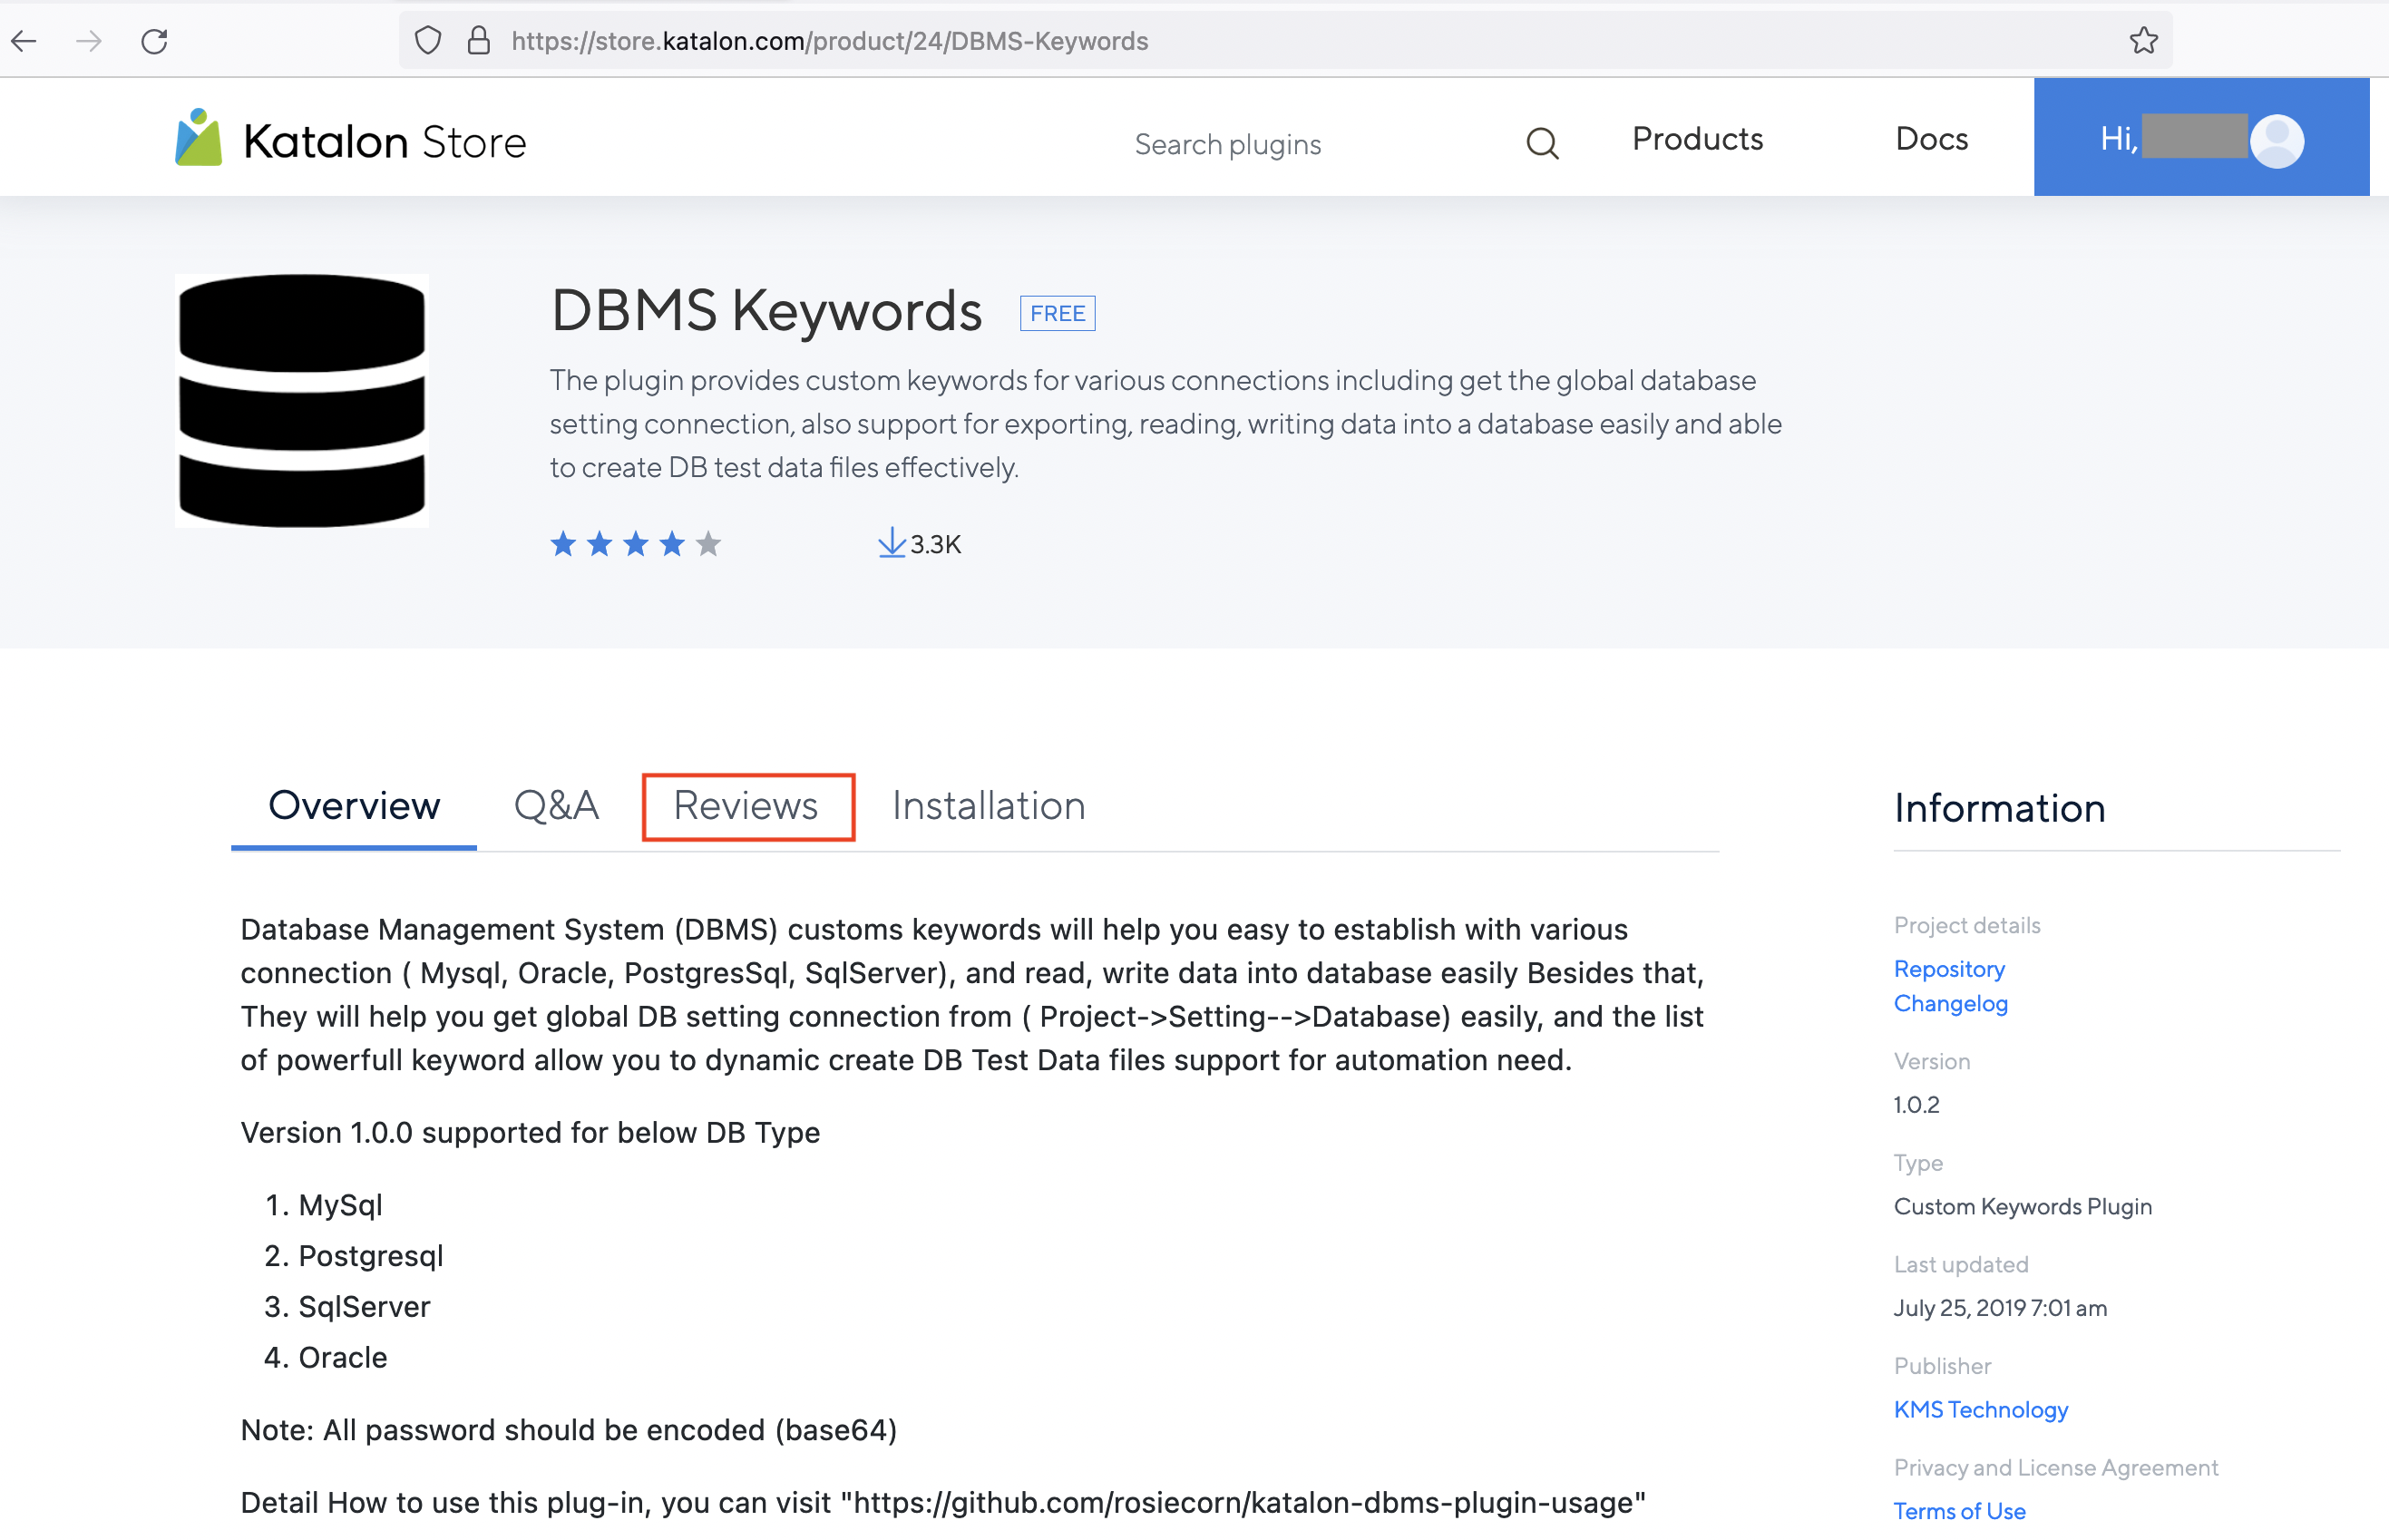 https://store.katalon.com/product/24/DBMS-Keywords
Katalon Store
Search plugins
Products
Docs
Hi,
DBMS Keywords
FREE
The plugin provides custom keywords for various connections including get the global database
setting connection, also support for exporting, reading, writing data into a database easily and able
to create DB test data files effectively.
3.3K
Overview
Q&A
Reviews
Installation
Database Management System (DBMS) customs keywords will help you easy to establish with various
connection ( Mysql, Oracle, PostgresSql, SqlServer), and read, write data into database easily Besides that,
They will help you get global DB setting connection from ( Project->Setting-->Database) easily, and the list
of powerfull keyword allow you to dynamic create DB Test Data files support for automation need.
Version 1.0.0 supported for below DB Type
1. MySql
2. Postgresql
3. SqlServer
4. Oracle
Note: All password should be encoded (base64)
Detail How to use this plug-in, you can visit "https://github.com/rosiecorn/katalon-dbms-plugin-usage"
Information
Project details
Repository
Changelog
Version
1.0.2
Type
Custom Keywords Plugin
Last updated
July 25, 2019 7:01 am
Publisher
KMS Technology
Privacy and License Agreement
Terms of Use